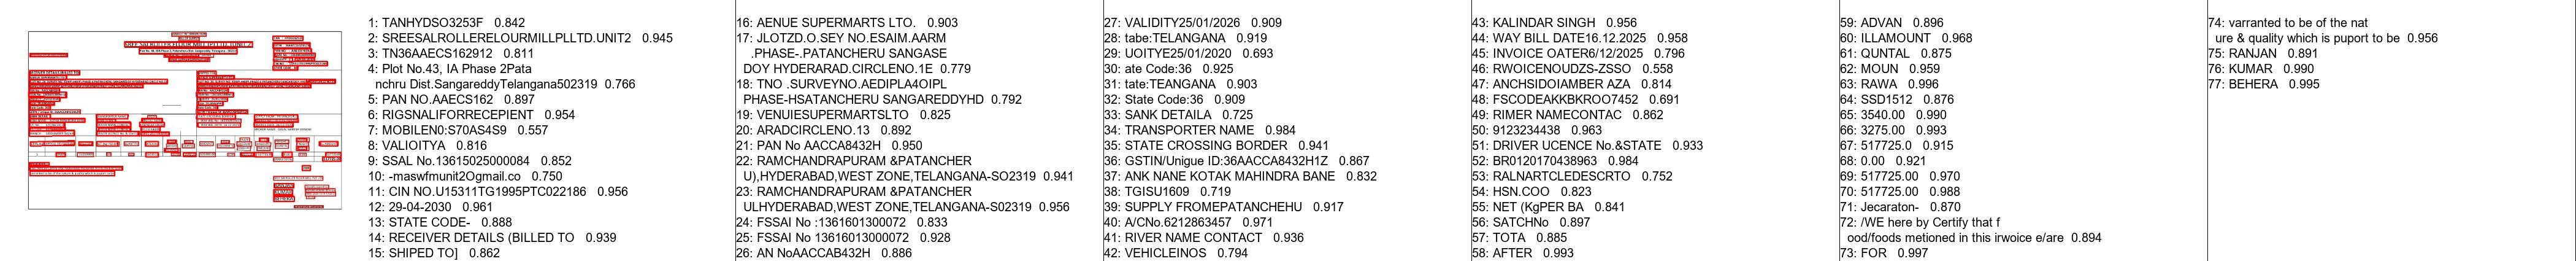 1: TANHYDSO3253F 0.842
2: SREESALROLLERELOURMILLPLLTD.UNIT2 0.945
3: TN36AAECS162912 0.811
4: Plot No.43, IA Phase 2Pata
nchru Dist.SangareddyTelangana502319 0.766
5: PAN NO.AAECS162 0.897
6: RIGSNALIFORRECEPIENT 0.954
7: MOBILEN0:S70AS4S9 0.557
8: VALIOITYA 0.816
9: SSAL No.13615025000084 0.852
10: -maswfmunit2Ogmail.co 0.750
11: CIN NO.U15311TG1995PTC022186 0.956
12: 29-04-2030 0.961
13: STATE CODE- 0.888
14: RECEIVER DETAILS (BILLED TO 0.939
15: SHIPED TO] 0.862
16: AENUE SUPERMARTS LTO. 0.903
17: JLOTZD.O.SEY NO.ESAIM.AARM
.PHASE-.PATANCHERU SANGASE
DOY HYDERARAD.CIRCLENO.1E 0.779
18: TNO .SURVEYNO.AEDIPLA4OIPL
PHASE-HSATANCHERU SANGAREDDYHD 0.792
19: VENUIESUPERMARTSLTO 0.825
20: ARADCIRCLENO.13 0.892
21: PAN No AACCA8432H 0.950
22: RAMCHANDRAPURAM &PATANCHER
U),HYDERABAD,WEST ZONE,TELANGANA-SO2319 0.941
23: RAMCHANDRAPURAM &PATANCHER
ULHYDERABAD,WEST ZONE,TELANGANA-S02319 0.956
24: FSSAI No :1361601300072 0.833
25: FSSAI No 13616013000072 0.928
26: AN NoAACCAB432H 0.886
27: VALIDITY25/01/2026 0.909
28: tabe:TELANGANA 0.919
29: UOITYE25/01/2020 0.693
30: ate Code:36 0.925
31: tate:TEANGANA 0.903
32: State Code:36 0.909
33: SANK DETAILA 0.725
34: TRANSPORTER NAME 0.984
35: STATE CROSSING BORDER 0.941
36: GSTIN/Unigue ID:36AACCA8432H1Z 0.867
37: ANK NANE KOTAK MAHINDRA BANE 0.832
38: TGISU1609 0.719
39: SUPPLY FROMEPATANCHEHU 0.917
40: A/CNo.6212863457 0.971
41: RIVER NAME CONTACT 0.936
42: VEHICLEINOS 0.794
43: KALINDAR SINGH 0.956
44: WAY BILL DATE16.12.2025 0.958
45: INVOICE OATER6/12/2025 0.796
46: RWOICENOUDZS-ZSSO 0.558
47: ANCHSIDOIAMBER AZA 0.814
48: FSCODEAKKBKROO7452 0.691
49: RIMER NAMECONTAC 0.862
50: 9123234438 0.963
51: DRIVER UCENCE No.&STATE 0.933
52: BR0120170438963 0.984
53: RALNARTCLEDESCRTO 0.752
54: HSN.COO 0.823
55: NET (KgPER BA 0.841
56: SATCHNo 0.897
57: TOTA 0.885
58: AFTER 0.993
59: ADVAN 0.896
60: ILLAMOUNT 0.968
61: QUNTAL 0.875
62: MOUN 0.959
63: RAWA 0.996
64: SSD1512 0.876
65: 3540.00 0.990
66: 3275.00 0.993
67: 517725.0 0.915
68: 0.00 0.921
69: 517725.00 0.970
70: 517725.00 0.988
71: Jecaraton- 0.870
72: /WE here by Certify that f
ood/foods metioned in this irwoice e/are 0.894
73: FOR 0.997
74: varranted to be of the nat
ure & quality which is puport to be 0.956
75: RANJAN 0.891
76: KUMAR 0.990
77: BEHERA 0.995